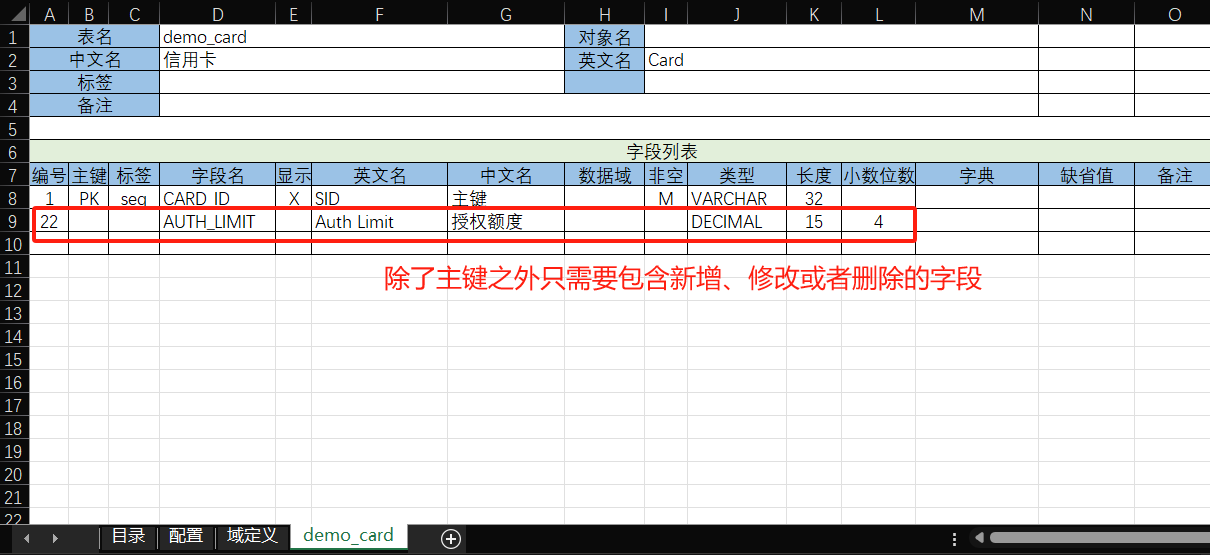 A B C D E F G H I J K L M N O
1 表名 demo_card 对象名
2 中文名 信用卡 英文名 Card
3 标签
4 备注
5
6 字段列表
7 编号 主键 标签 字段名 显示 英文名 中文名 数据域 非空 类型 长度 小数位数 字典 缺省值 备注
8 1 PK seq CARD_ID X SID 主键 M VARCHAR 32
9 22 AUTH_LIMIT Auth Limit 授权额度 DECIMAL 15 4
10
11
除了主键之外只需要包含新增、修改或者删除的字段
12
13
14
15
16
17
18
19
20
21
22
目录 配置 域定义 demo_card